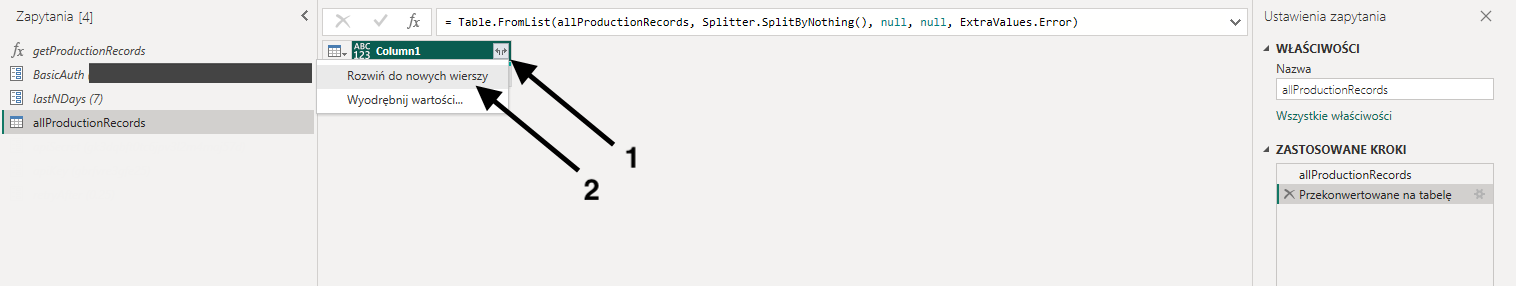 Zapytania [4]
fx getProductionRecords
BasicAuth
lastNDays (7)
allProductionRecords
fx = Table.FromList(allProductionRecords, Splitter.SplitByNothing(), null, null, ExtraValues.Error)
ABC 123 Column1
Rozwiń do nowych wierszy
Wyodrębnij wartości...
1
2
Ustawienia zapytania
WŁAŚCIWOŚCI
Nazwa
allProductionRecords
Wszystkie właściwości
ZASTOSOWANE KROKI
allProductionRecords
Przekonwertowane na tabelę